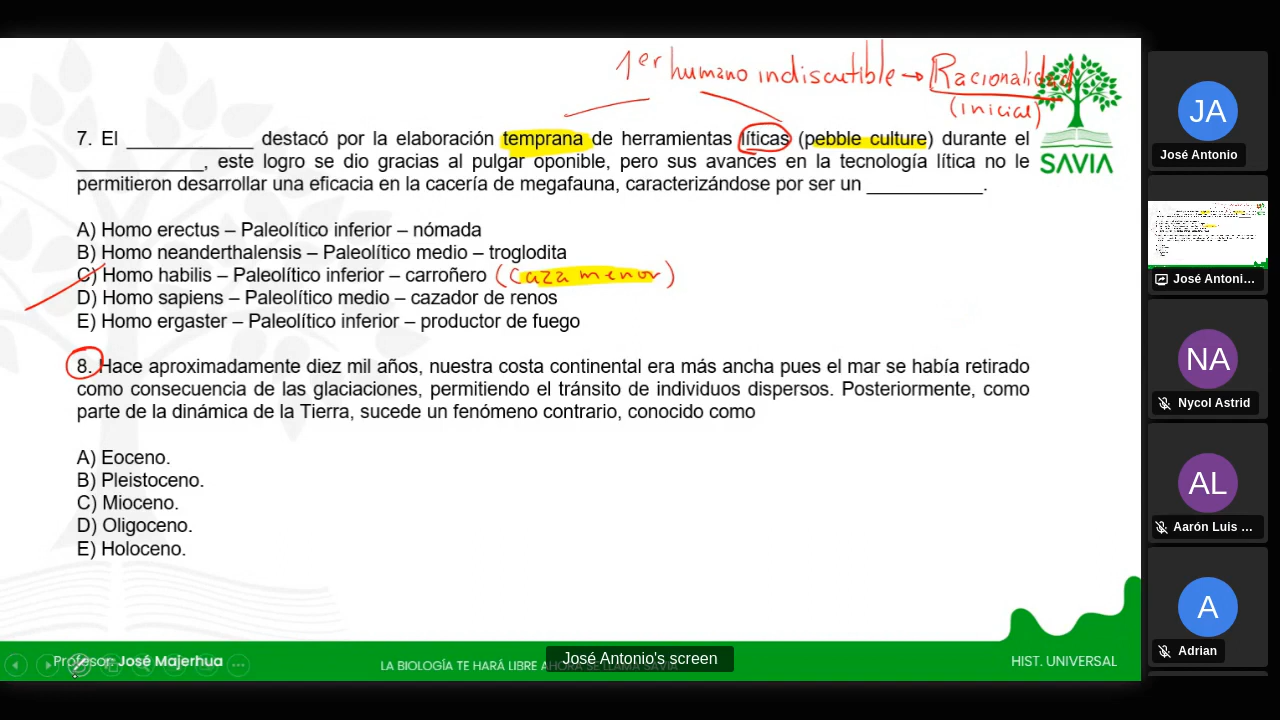 1er humano indiscutible → Racionalidad
(inicial)
7. El ____________ destacó por la elaboración temprana de herramientas líticas (pebble culture) durante el
____________, este logro se dio gracias al pulgar oponible, pero sus avances en la tecnología lítica no le
permitieron desarrollar una eficacia en la cacería de megafauna, caracterizándose por ser un ___________.
A) Homo erectus – Paleolítico inferior – nómada
B) Homo neanderthalensis – Paleolítico medio – troglodita
C) Homo habilis – Paleolítico inferior – carroñero (Caza menor)
D) Homo sapiens – Paleolítico medio – cazador de renos
E) Homo ergaster – Paleolítico inferior – productor de fuego
8. Hace aproximadamente diez mil años, nuestra costa continental era más ancha pues el mar se había retirado
como consecuencia de las glaciaciones, permitiendo el tránsito de individuos dispersos. Posteriormente, como
parte de la dinámica de la Tierra, sucede un fenómeno contrario, conocido como
A) Eoceno.
B) Pleistoceno.
C) Mioceno.
D) Oligoceno.
E) Holoceno.
SAVIA
Profesor: José Majerhua
LA BIOLOGÍA TE HARÁ LIBRE AHORA SE LLAMA SAVIA
José Antonio's screen
HIST. UNIVERSAL
JA
José Antonio
José Antoni...
NA
Nycol Astrid
AL
Aarón Luis ...
A
Adrian